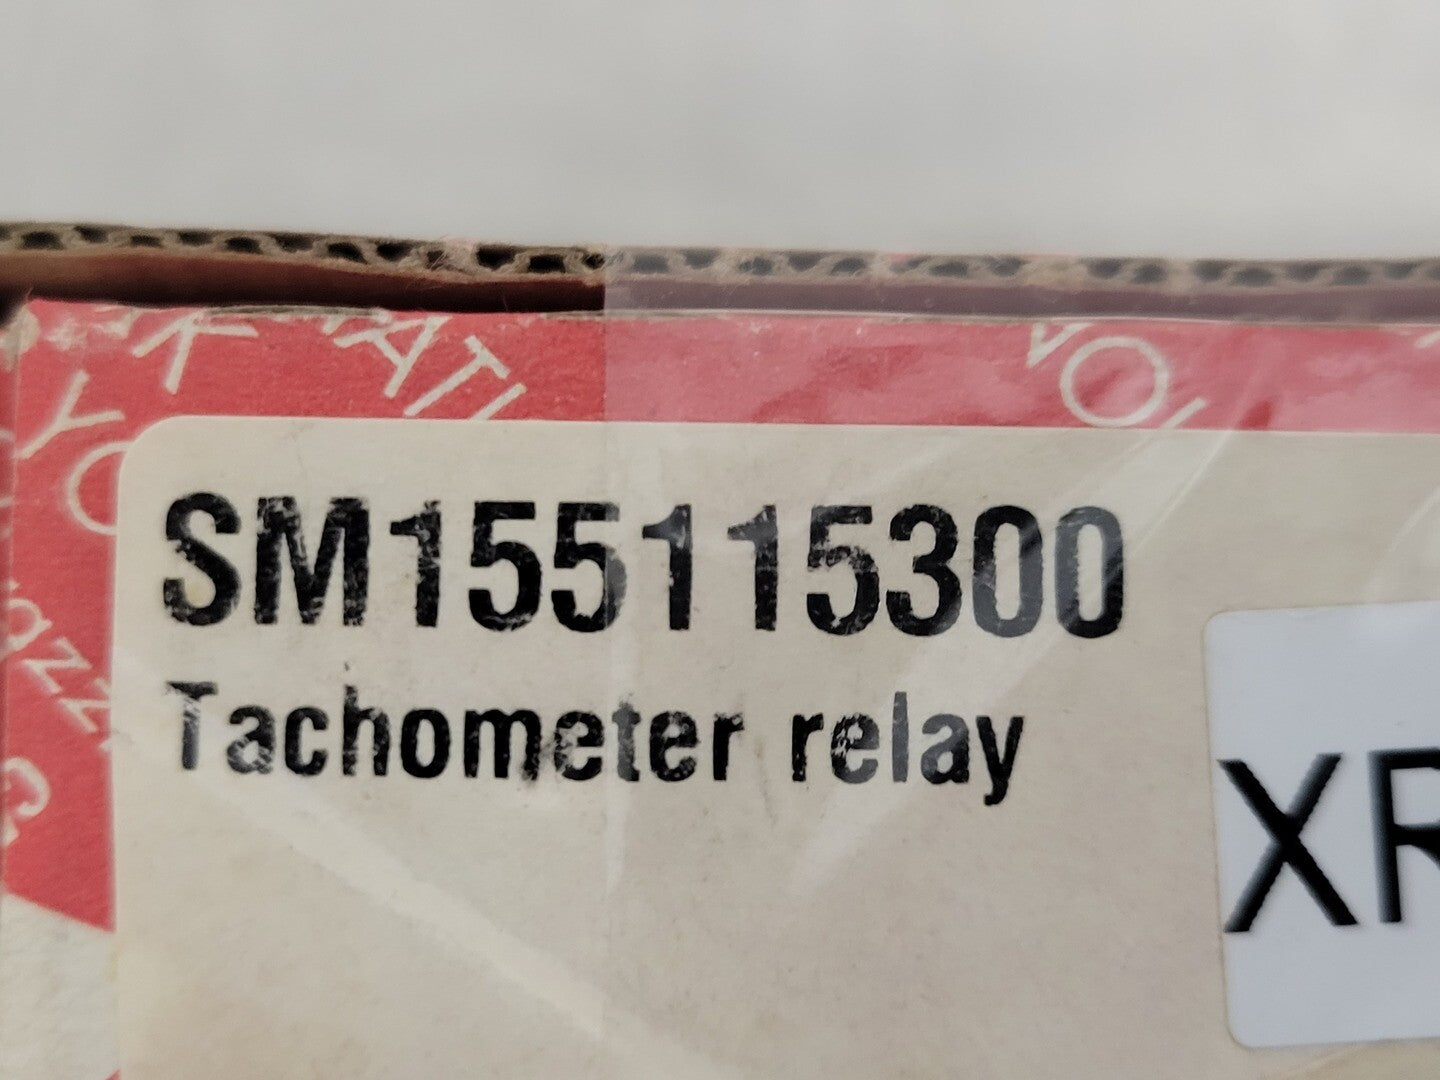 SM155115300
Tachometer relay
XR